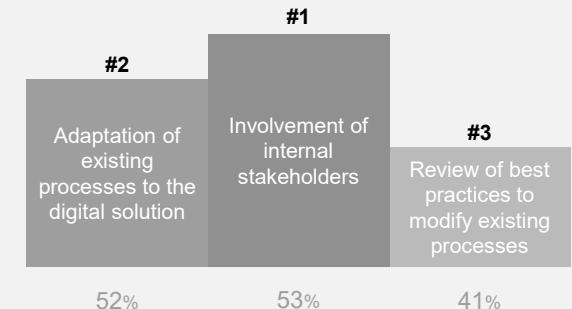 #1
#2
#3
Adaptation of
existing
processes to the
digital solution
Involvement of
internal
stakeholders
Review of best
practices to
modify existing
processes
52%
53%
41%